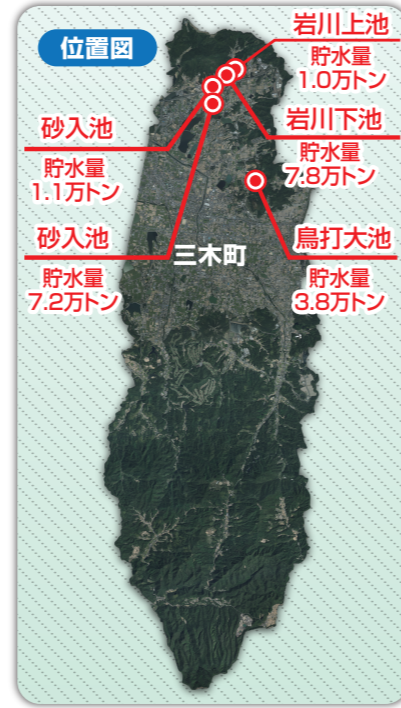 位置図
岩川上池
貯水量
1.0万トン
岩川下池
貯水量
7.8万トン
砂入池
貯水量
1.1万トン
砂入池
貯水量
7.2万トン
三木町
鳥打大池
貯水量
3.8万トン